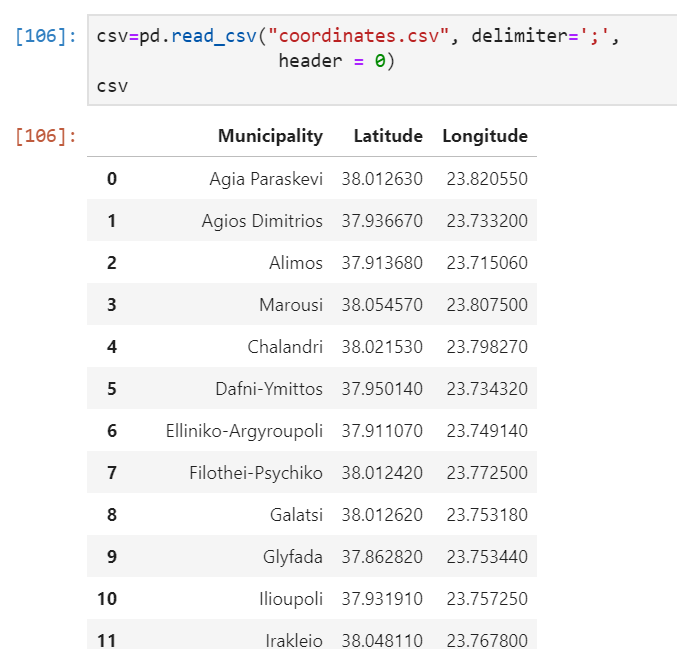 [106]: csv=pd.read_csv("coordinates.csv", delimiter=';',
header = 0)
csv
[106]: Municipality Latitude Longitude
0 Agia Paraskevi 38.012630 23.820550
1 Agios Dimitrios 37.936670 23.733200
2 Alimos 37.913680 23.715060
3 Marousi 38.054570 23.807500
4 Chalandri 38.021530 23.798270
5 Dafni-Ymittos 37.950140 23.734320
6 Elliniko-Argyroupoli 37.911070 23.749140
7 Filothei-Psychiko 38.012420 23.772500
8 Galatsi 38.012620 23.753180
9 Glyfada 37.862820 23.753440
10 Ilioupoli 37.931910 23.757250
11 Irakleio 38.048110 23.767800